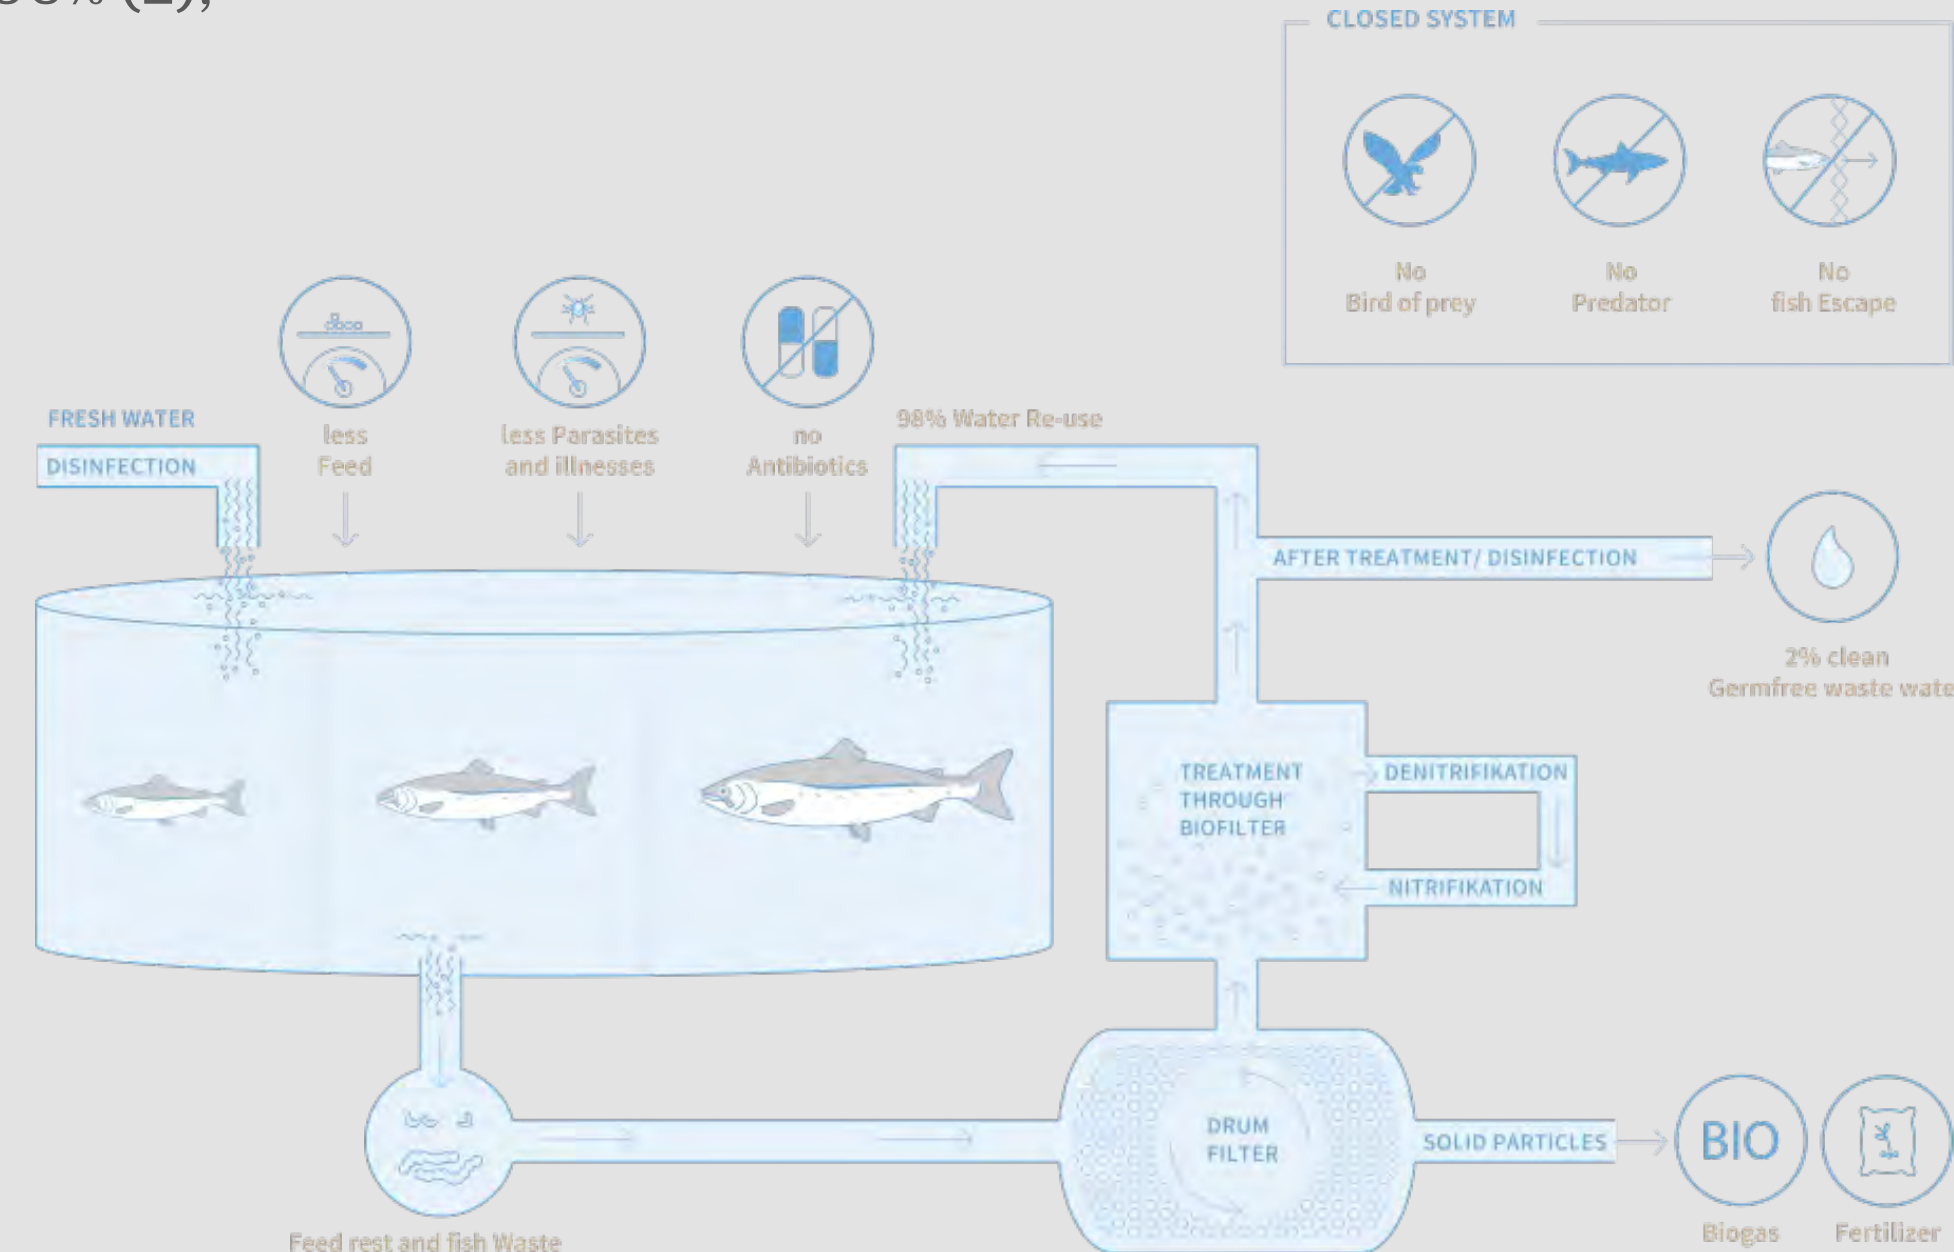 CLOSED SYSTEM
No
Bird of prey
No
Predator
No
fish Escape
FRESH WATER
DISINFECTION
less
Feed
less Parasites
and illnesses
no
Antibiotics
98% Water Re-use
AFTER TREATMENT/ DISINFECTION
2% clean
Germfree waste wate
TREATMENT
THROUGH
BIOFILTER
DENITRIFIKATION
NITRIFIKATION
DRUM
FILTER
SOLID PARTICLES
BIO
Biogas
Fertilizer
Feed rest and fish Waste